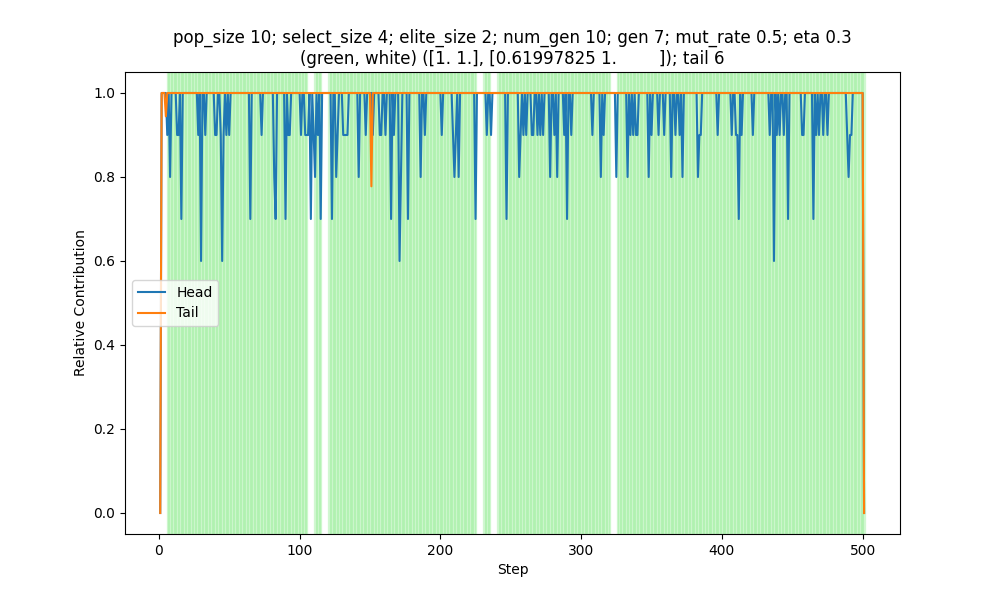 pop_size 10; select_size 4; elite_size 2; num_gen 10; gen 7; mut_rate 0.5; eta 0.3
(green, white) ([1. 1.], [0.61997825 1.         ]); tail 6
1.0
0.8
0.6
0.4
0.2
0.0
Relative Contribution
Head
Tail
0
100
200
300
400
500
Step